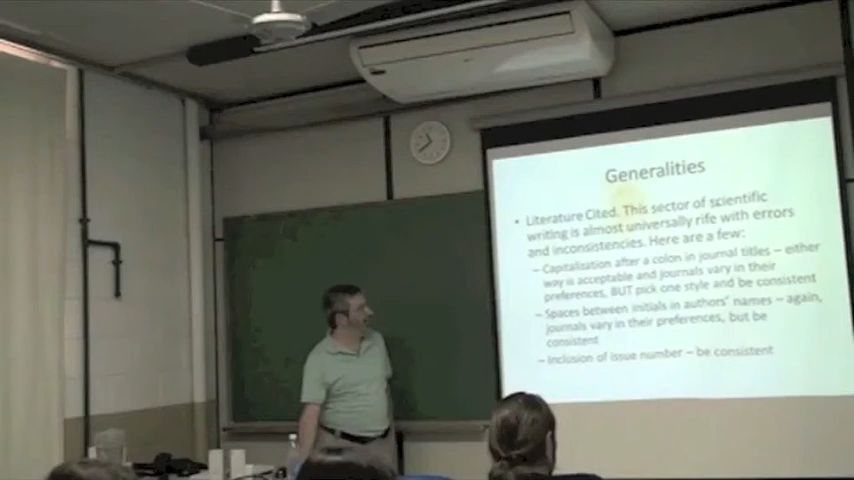 Generalities
• Literature Cited. This sector of scientific
writing is almost universally rife with errors
and inconsistencies. Here are a few:
– Capitalisation after a colon in journal titles – either
way is acceptable and journals vary in their
preferences, BUT pick one style and be consistent
– Spaces between initials in authors' names – again,
journals vary in their preferences, but be
consistent
– Inclusion of issue number – be consistent